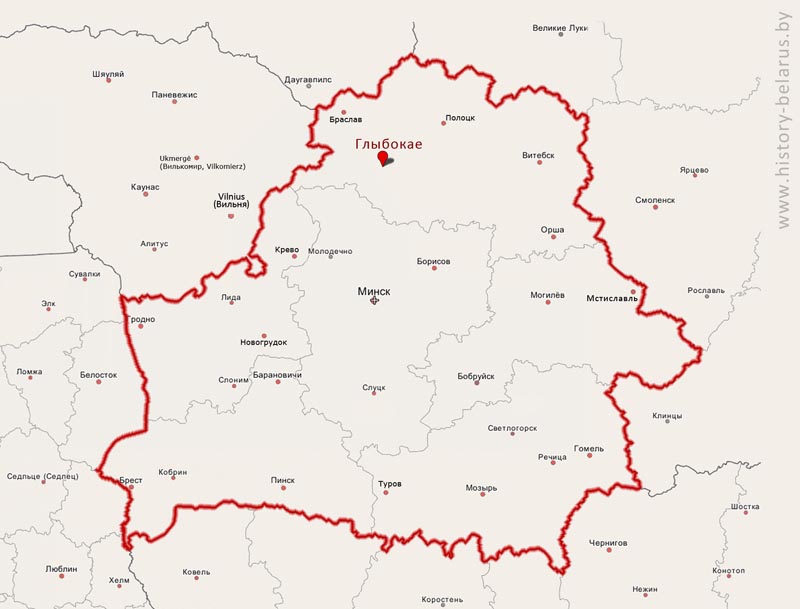 Великие Луки
Шяуляй
Даугавпилс
Паневежис
Браслав
Полоцк
Глыбокае
Ukmergė
(Вилькомир, Vilkomierz)
Витебск
Ярцево
Каунас
Vilnius
(Вильня)
Смоленск
Алитус
Крево
Молодечно
Орша
Борисов
Сувалки
Минск
Лида
Могилёв
Мстиславль
Рославль
Элк
Гродно
Новогрудок
Ломжа
Белосток
Слоним
Барановичи
Слуцк
Бобруйск
Клинцы
Светлогорск
Речица
Гомель
Седльце (Седлец)
Кобрин
Брест
Пинск
Туров
Мозырь
Шостка
Чернигов
Люблин
Хелм
Ковель
Конотоп
Нежин
Коростень
www.history-belarus.by